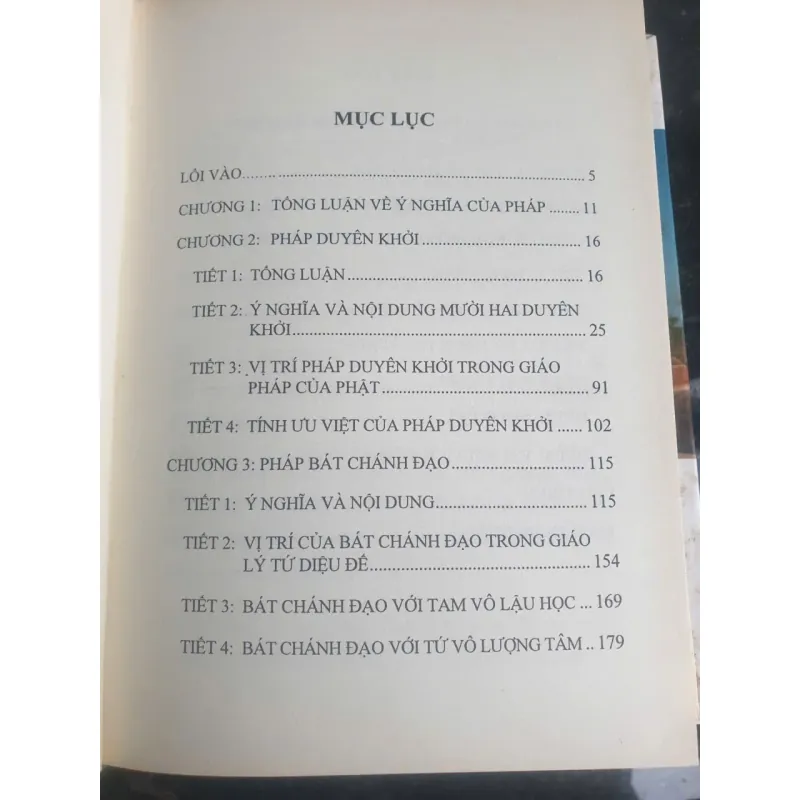 MỤC LỤC
LỐI VÀO........................................................................ 5
CHƯƠNG 1: TỔNG LUẬN VỀ Ý NGHĨA CỦA PHÁP ....... 11
CHƯƠNG 2: PHÁP DUYÊN KHỞI ..................................... 16
TIẾT 1: TỔNG LUẬN...................................................... 16
TIẾT 2: Ý NGHĨA VÀ NỘI DUNG MƯỜI HAI DUYÊN
KHỞI................................................................... 25
TIẾT 3: VỊ TRÍ PHÁP DUYÊN KHỞI TRONG GIÁO
PHÁP CỦA PHẬT............................................... 91
TIẾT 4: TÍNH ƯU VIỆT CỦA PHÁP DUYÊN KHỞI ...... 102
CHƯƠNG 3: PHÁP BÁT CHÁNH ĐẠO............................... 115
TIẾT 1: Ý NGHĨA VÀ NỘI DUNG................................... 115
TIẾT 2: VỊ TRÍ CỦA BÁT CHÁNH ĐẠO TRONG GIÁO
LÝ TỨ DIỆU ĐẾ.................................................. 154
TIẾT 3: BÁT CHÁNH ĐẠO VỚI TAM VÔ LẬU HỌC ... 169
TIẾT 4: BÁT CHÁNH ĐẠO VỚI TỨ VÔ LƯỢNG TÂM .. 179